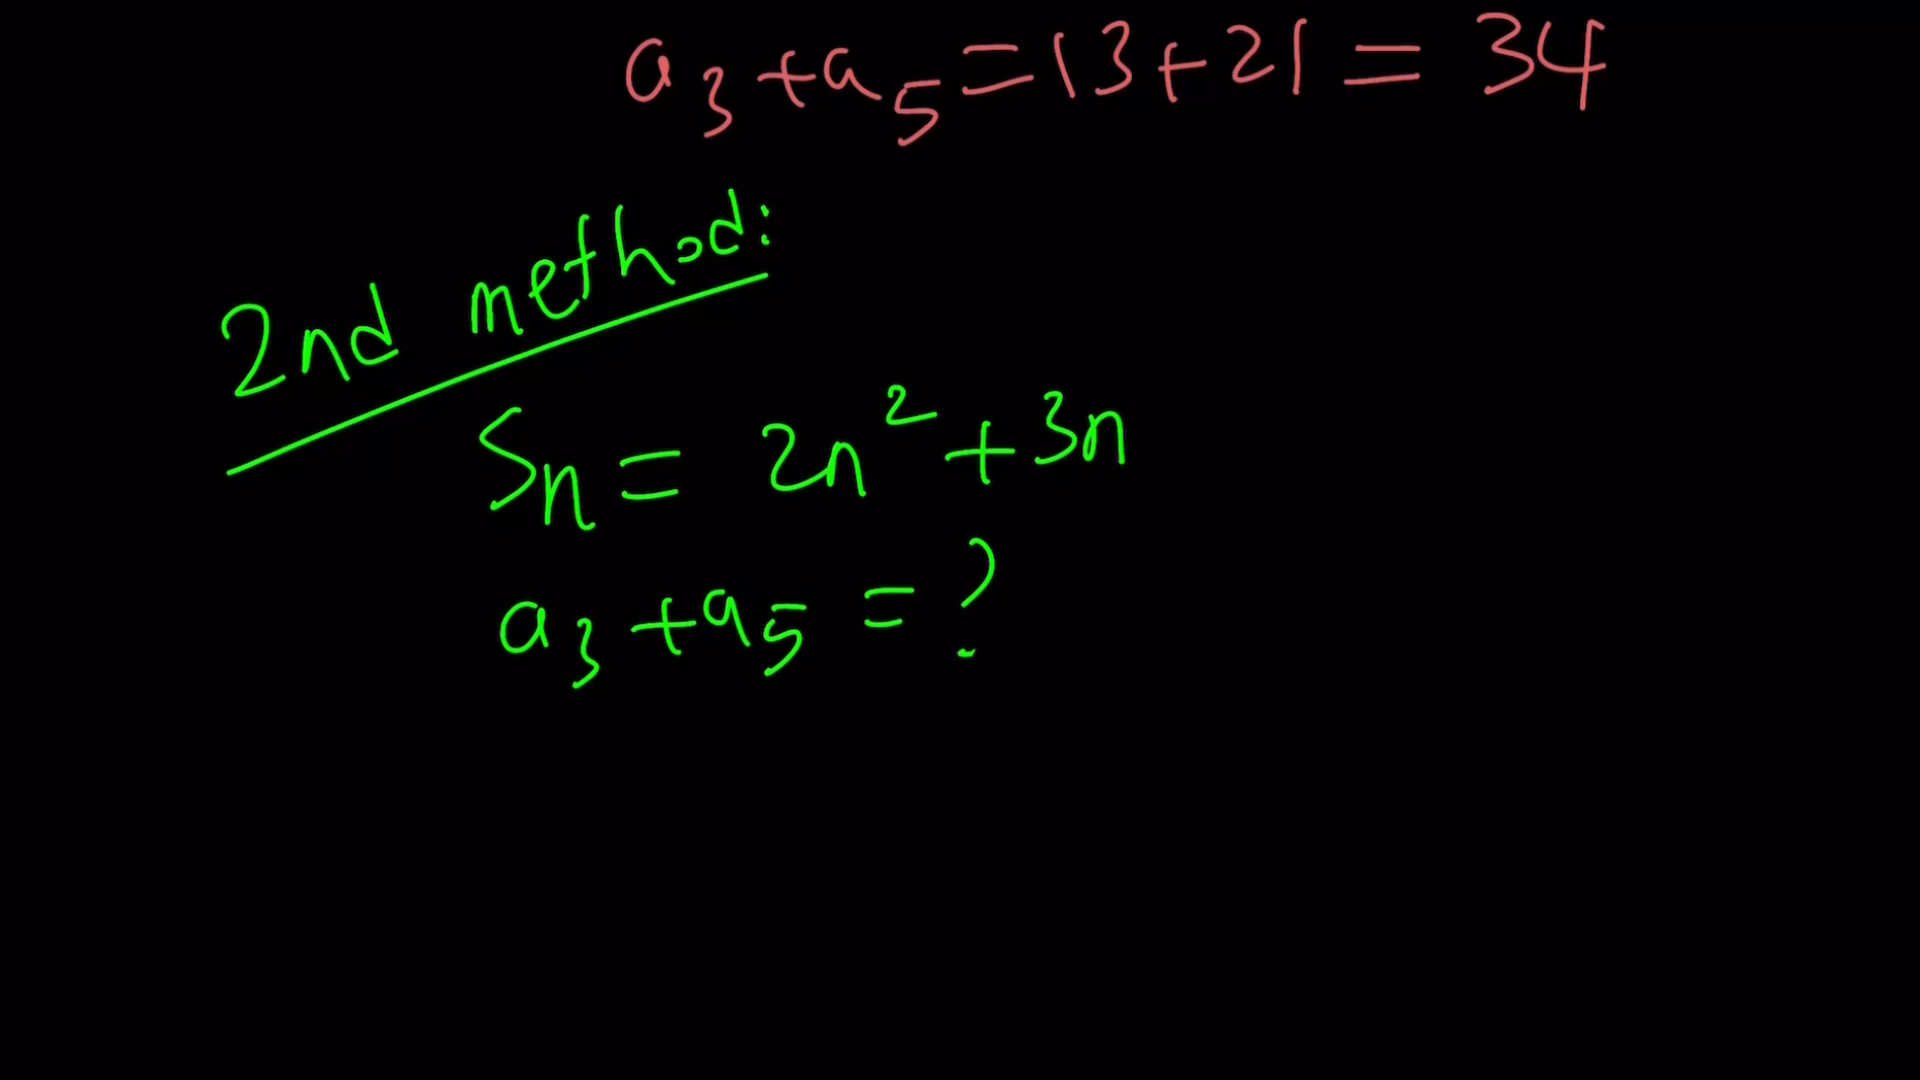 a₃+a₅=13+21=34
2nd method:
Sn = 2n²+3n
a₃+a₅ = ?